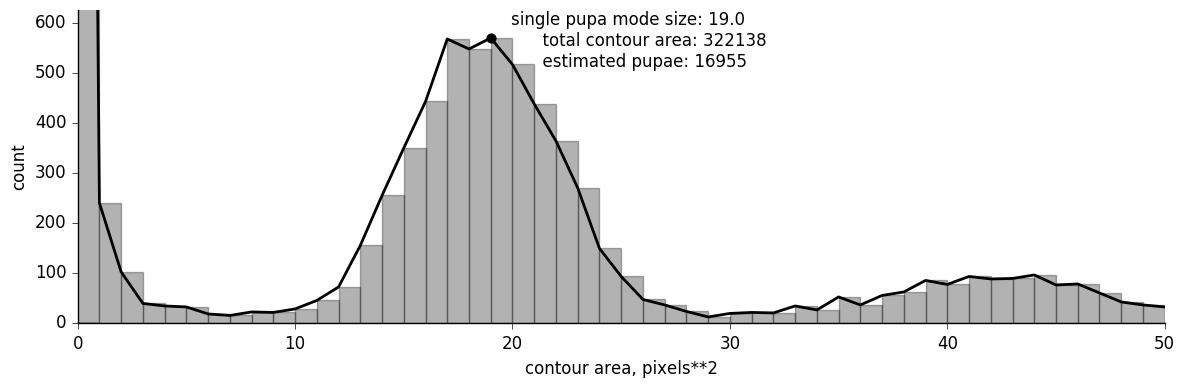 600
500
400
300
200
100
0
count
single pupa mode size: 19.0
total contour area: 322138
estimated pupae: 16955
0 10 20 30 40 50
contour area, pixels**2